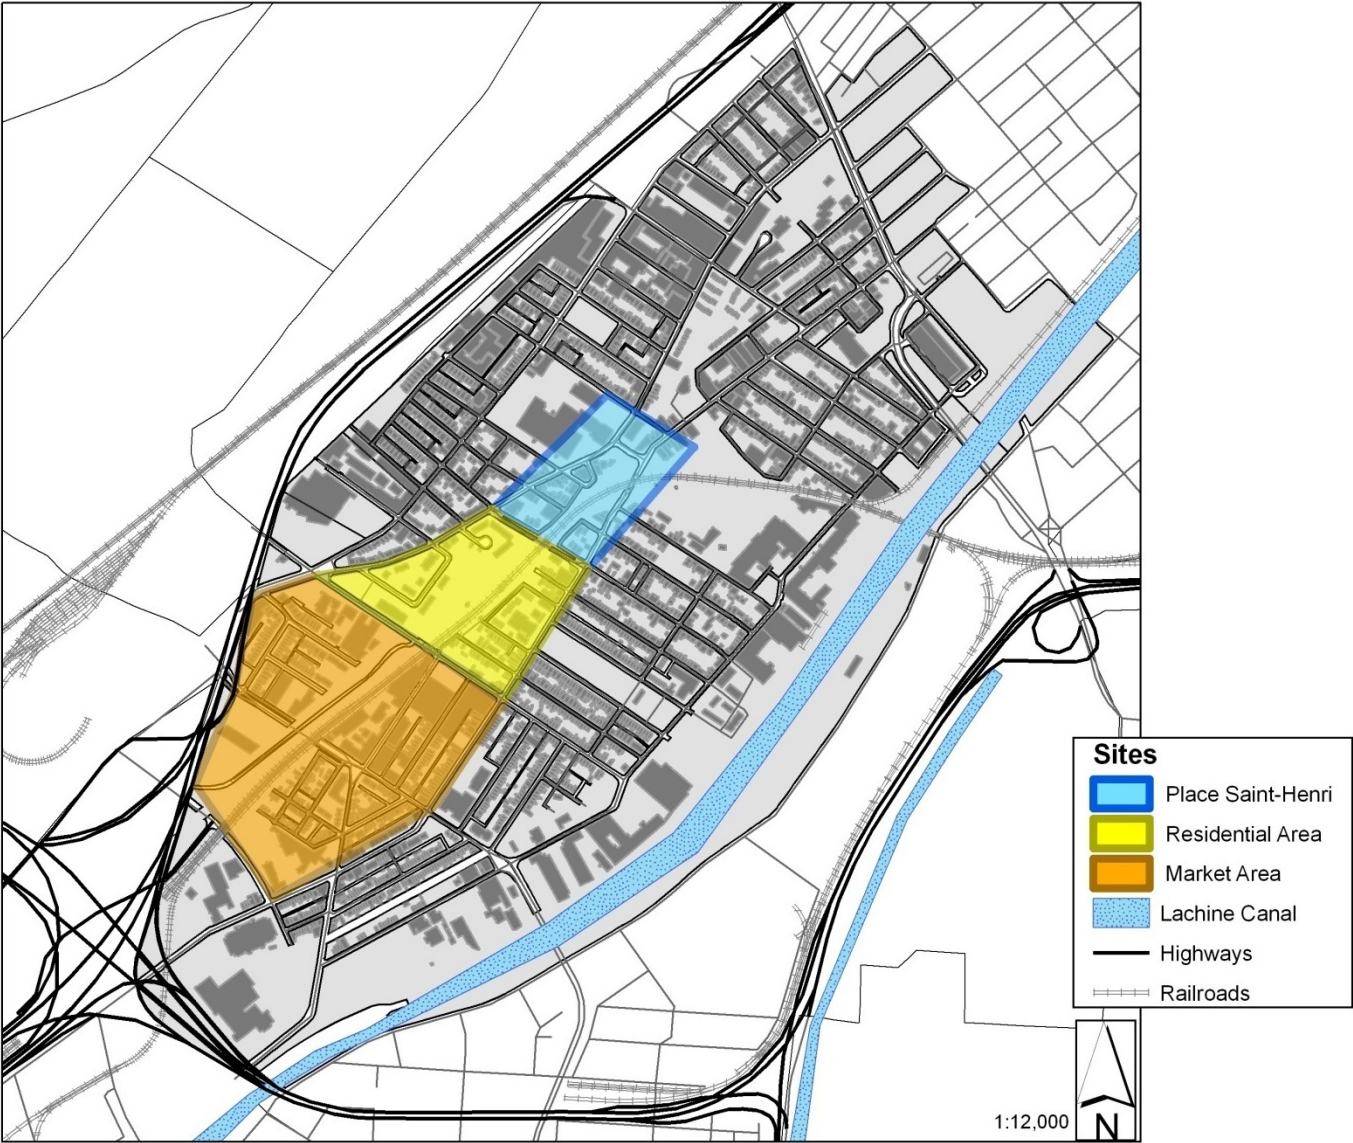 Sites
Place Saint-Henri
Residential Area
Market Area
Lachine Canal
Highways
Railroads
1:12,000
N